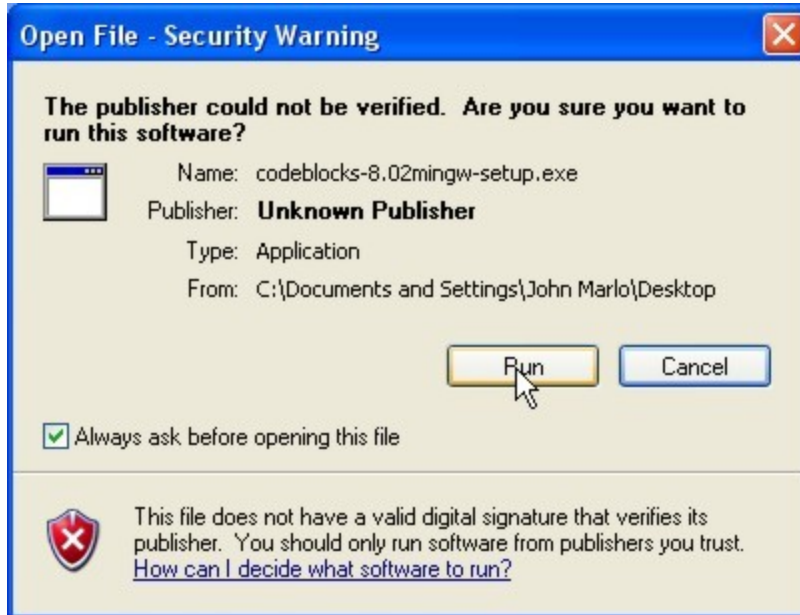 Open File - Security Warning
The publisher could not be verified.  Are you sure you want to
run this software?
Name: codeblocks-8.02mingw-setup.exe
Publisher: Unknown Publisher
Type: Application
From: C:\Documents and Settings\John Marlo\Desktop
Run Cancel
Always ask before opening this file
This file does not have a valid digital signature that verifies its
publisher.  You should only run software from publishers you trust.
How can I decide what software to run?